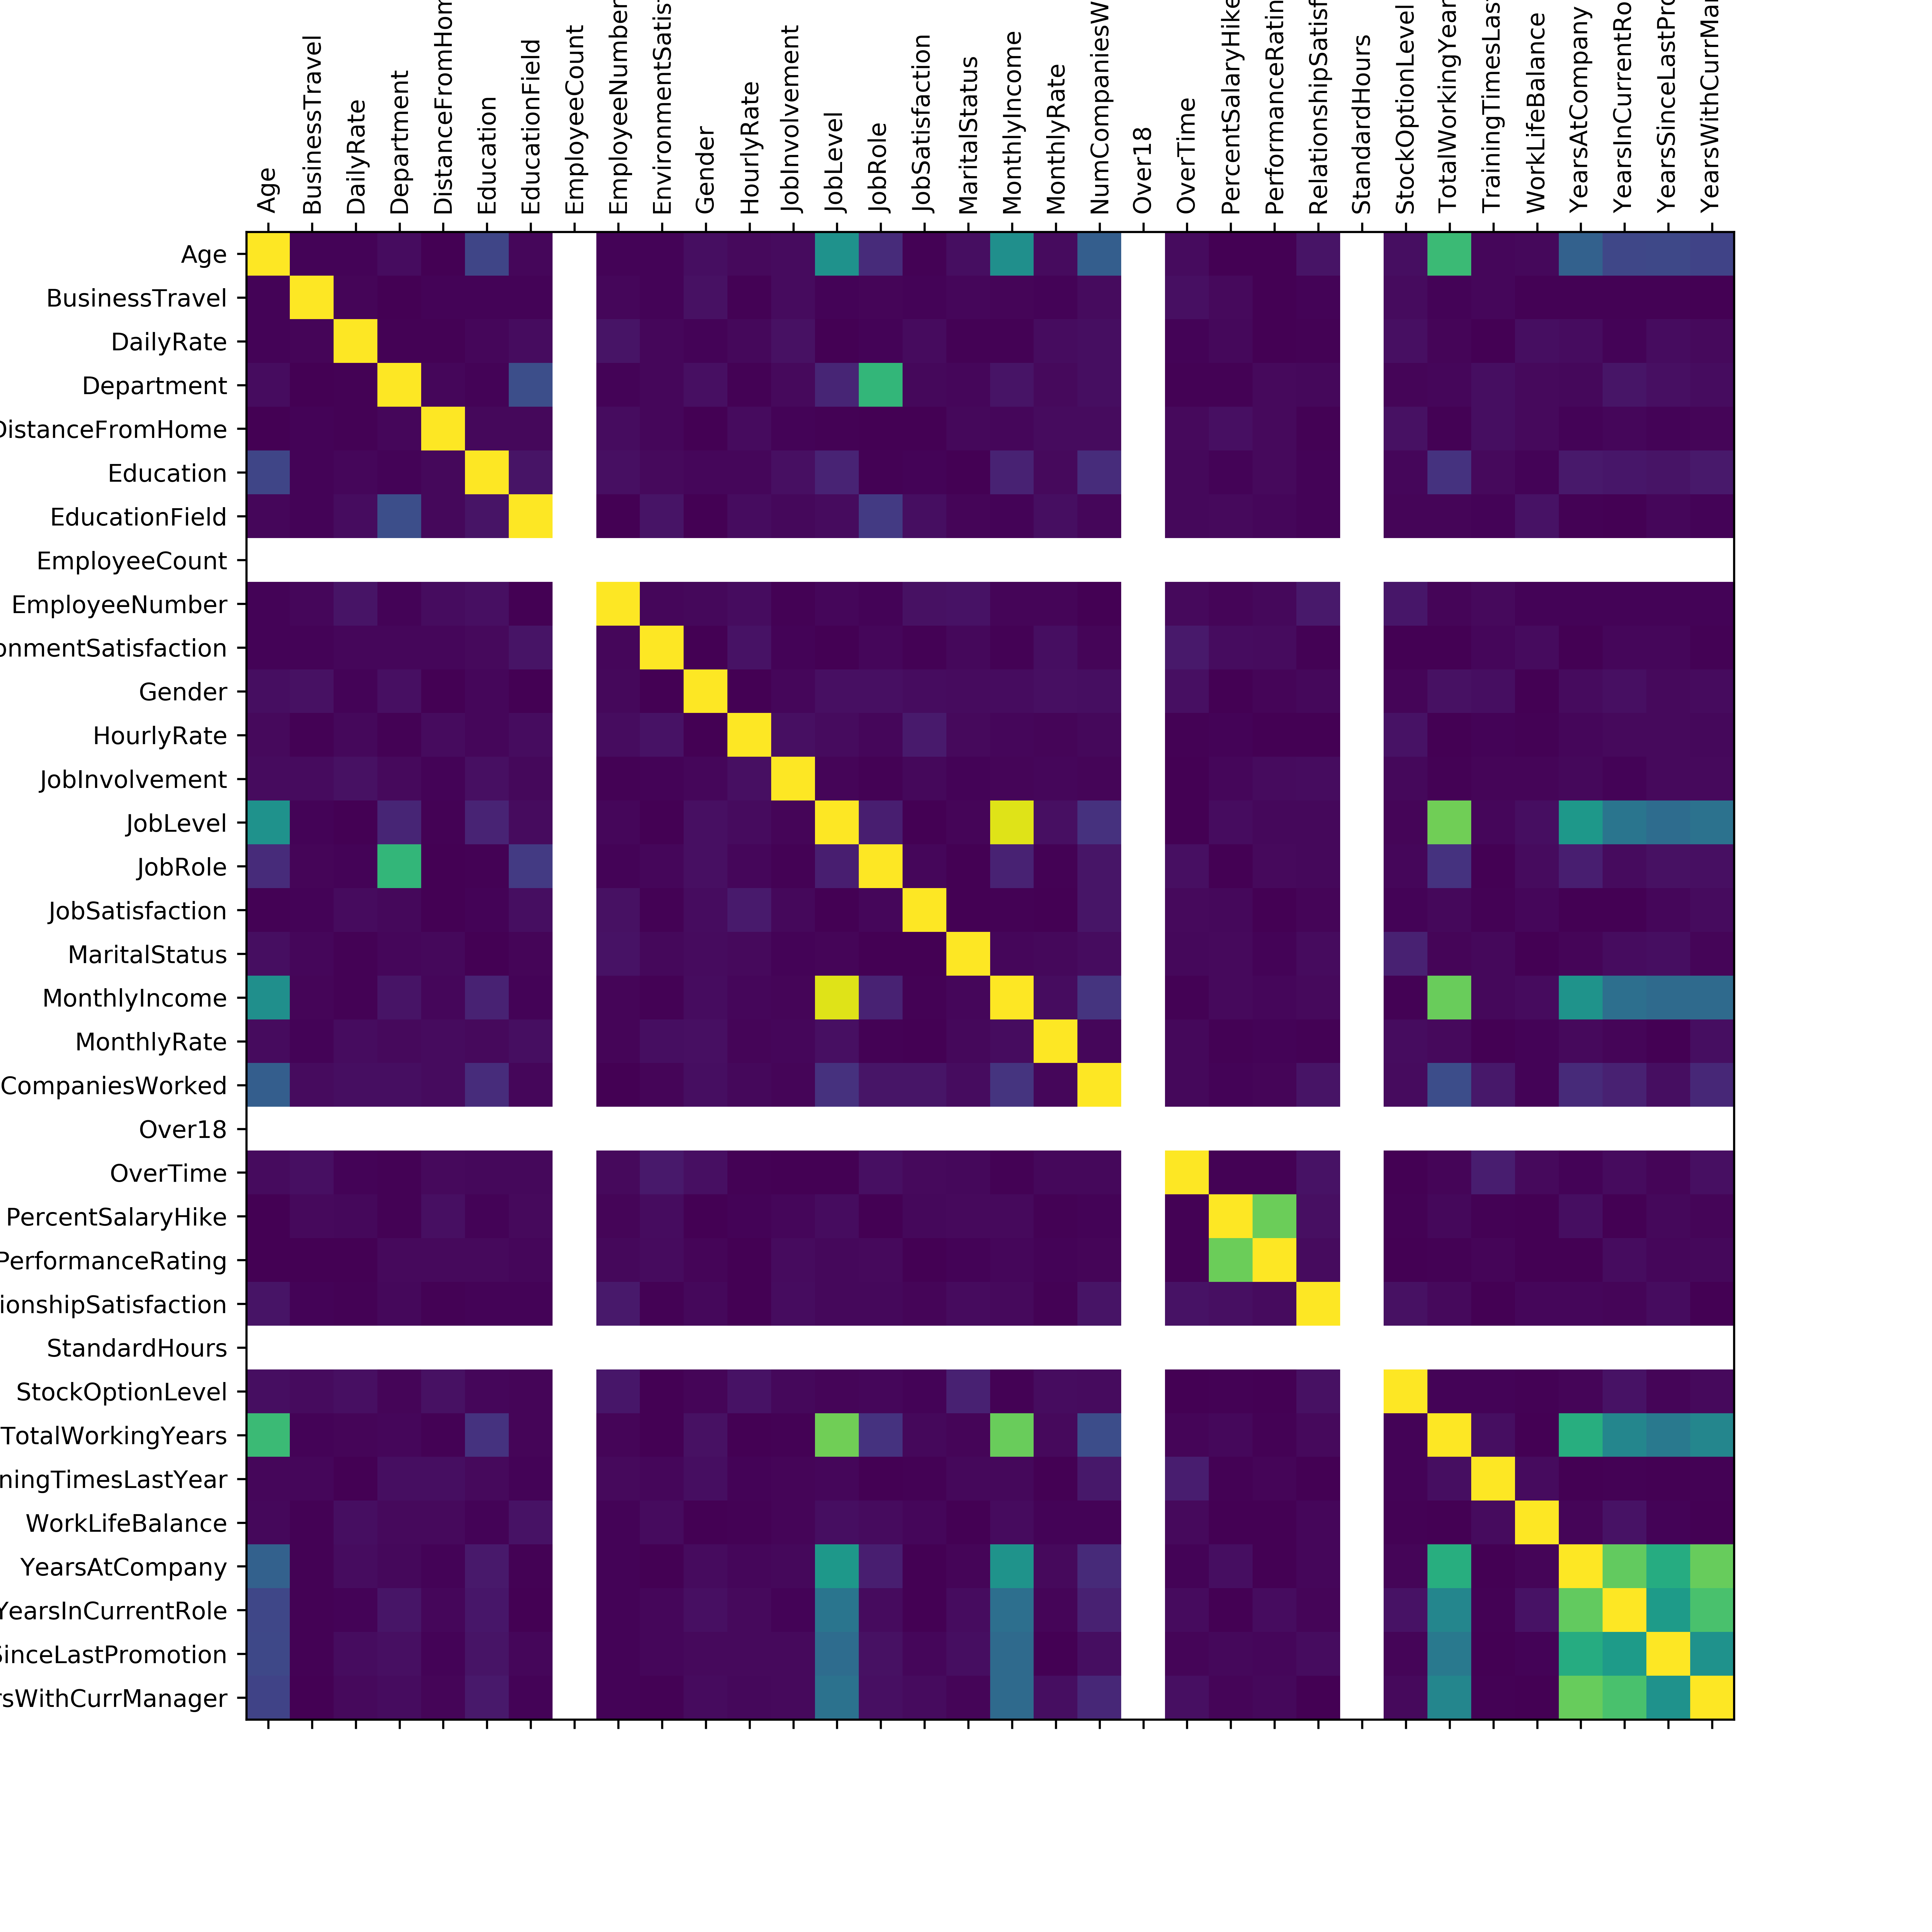 Age
BusinessTravel
DailyRate
Department
DistanceFromHom
Education
EducationField
EmployeeCount
EmployeeNumber
EnvironmentSatis
Gender
HourlyRate
JobInvolvement
JobLevel
JobRole
JobSatisfaction
MaritalStatus
MonthlyIncome
MonthlyRate
NumCompaniesW
Over18
OverTime
PercentSalaryHike
PerformanceRatin
RelationshipSatisf
StandardHours
StockOptionLevel
TotalWorkingYear
TrainingTimesLas
WorkLifeBalance
YearsAtCompany
YearsInCurrentRo
YearsSinceLastPro
YearsWithCurrMa
Age
BusinessTravel
DailyRate
Department
DistanceFromHome
Education
EducationField
EmployeeCount
EmployeeNumber
onmentSatisfaction
Gender
HourlyRate
JobInvolvement
JobLevel
JobRole
JobSatisfaction
MaritalStatus
MonthlyIncome
MonthlyRate
CompaniesWorked
Over18
OverTime
PercentSalaryHike
PerformanceRating
ionshipSatisfaction
StandardHours
StockOptionLevel
TotalWorkingYears
ningTimesLastYear
WorkLifeBalance
YearsAtCompany
YearsInCurrentRole
SinceLastPromotion
rsWithCurrManager